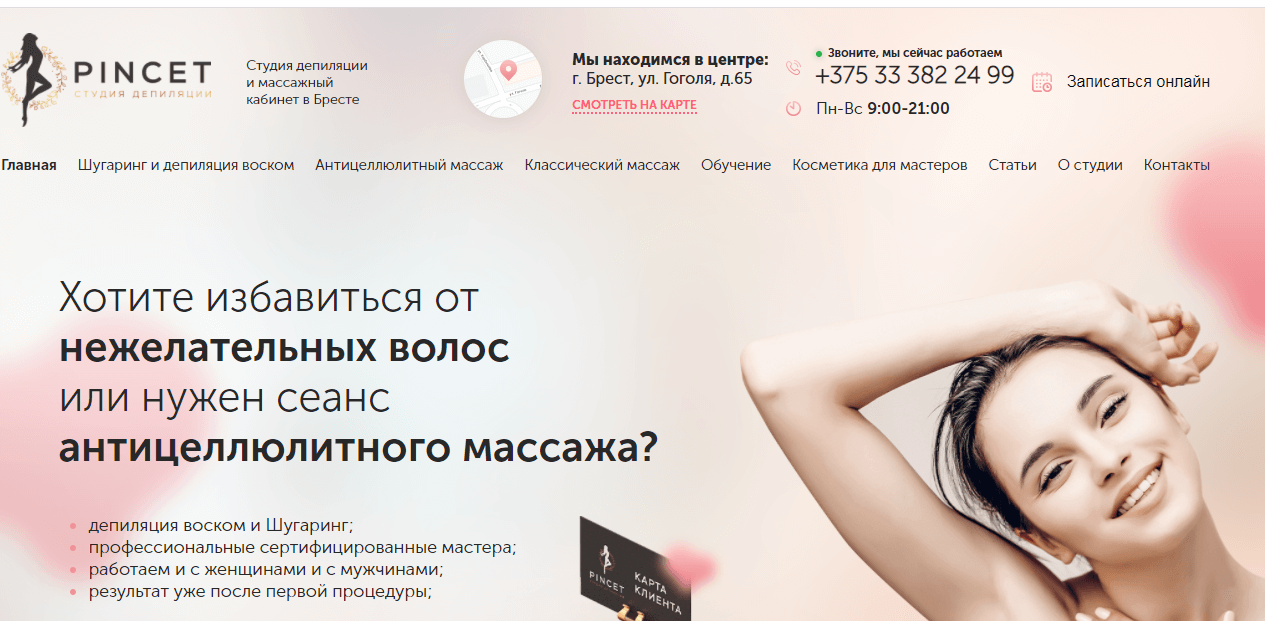 PINCET
СТУДИЯ ДЕПИЛЯЦИИ
Студия депиляции
и массажный
кабинет в Бресте
Мы находимся в центре:
г. Брест, ул. Гоголя, д.65
СМОТРЕТЬ НА КАРТЕ
Звоните, мы сейчас работаем
+375 33 382 24 99
Пн-Вс 9:00-21:00
Записаться онлайн
Главная Шугаринг и депиляция воском Антицеллюлитный массаж Классический массаж Обучение Косметика для мастеров Статьи О студии Контакты
Хотите избавиться от
нежелательных волос
или нужен сеанс
антицеллюлитного массажа?
депиляция воском и Шугаринг;
профессиональные сертифицированные мастера;
работаем и с женщинами и с мужчинами;
результат уже после первой процедуры;
PINCET
КАРТА
КЛИЕНТА